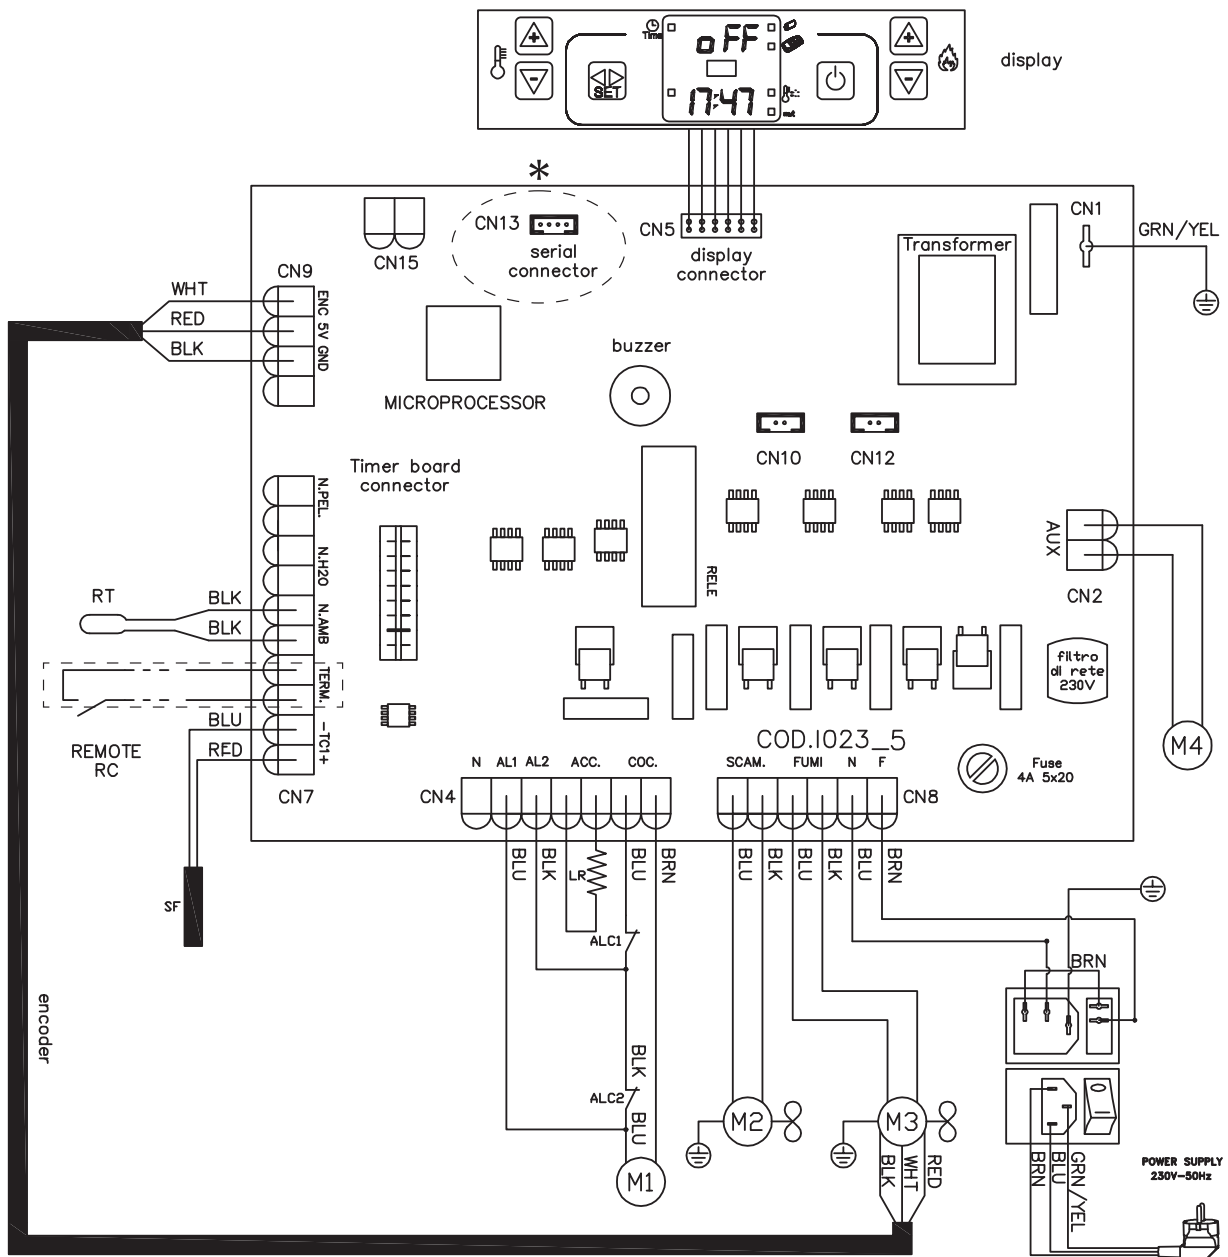 Time
oFF
SET
17:47
display
*
CN13
serial
connector
CN5
display
connector
CN15
CN1
GRN/YEL
Transformer
CN9
WHT
RED
BLK
ENC 5V GND
MICROPROCESSOR
buzzer
CN10
CN12
Timer board
connector
N.PEL.
N.H2O
N.AMB
TERM.
-TC1+
RELE
AUX
CN2
RT
BLK
BLK
REMOTE
RC
BLU
RED
CN7
SF
filtro
di rete
230V
M4
COD.I023_5
Fuse
4A 5x20
N AL1 AL2 ACC. COC.
CN4
SCAM. FUMI N F
CN8
BLU
BLK
LR
BLU
BRN
BLU
BLK
BLU
BLK
BLU
BRN
ALC1
BRN
encoder
BLK
ALC2
BLU
M1
M2
M3
BLK
WHT
RED
BRN
BLU
GRN/YEL
POWER SUPPLY
230V-50Hz